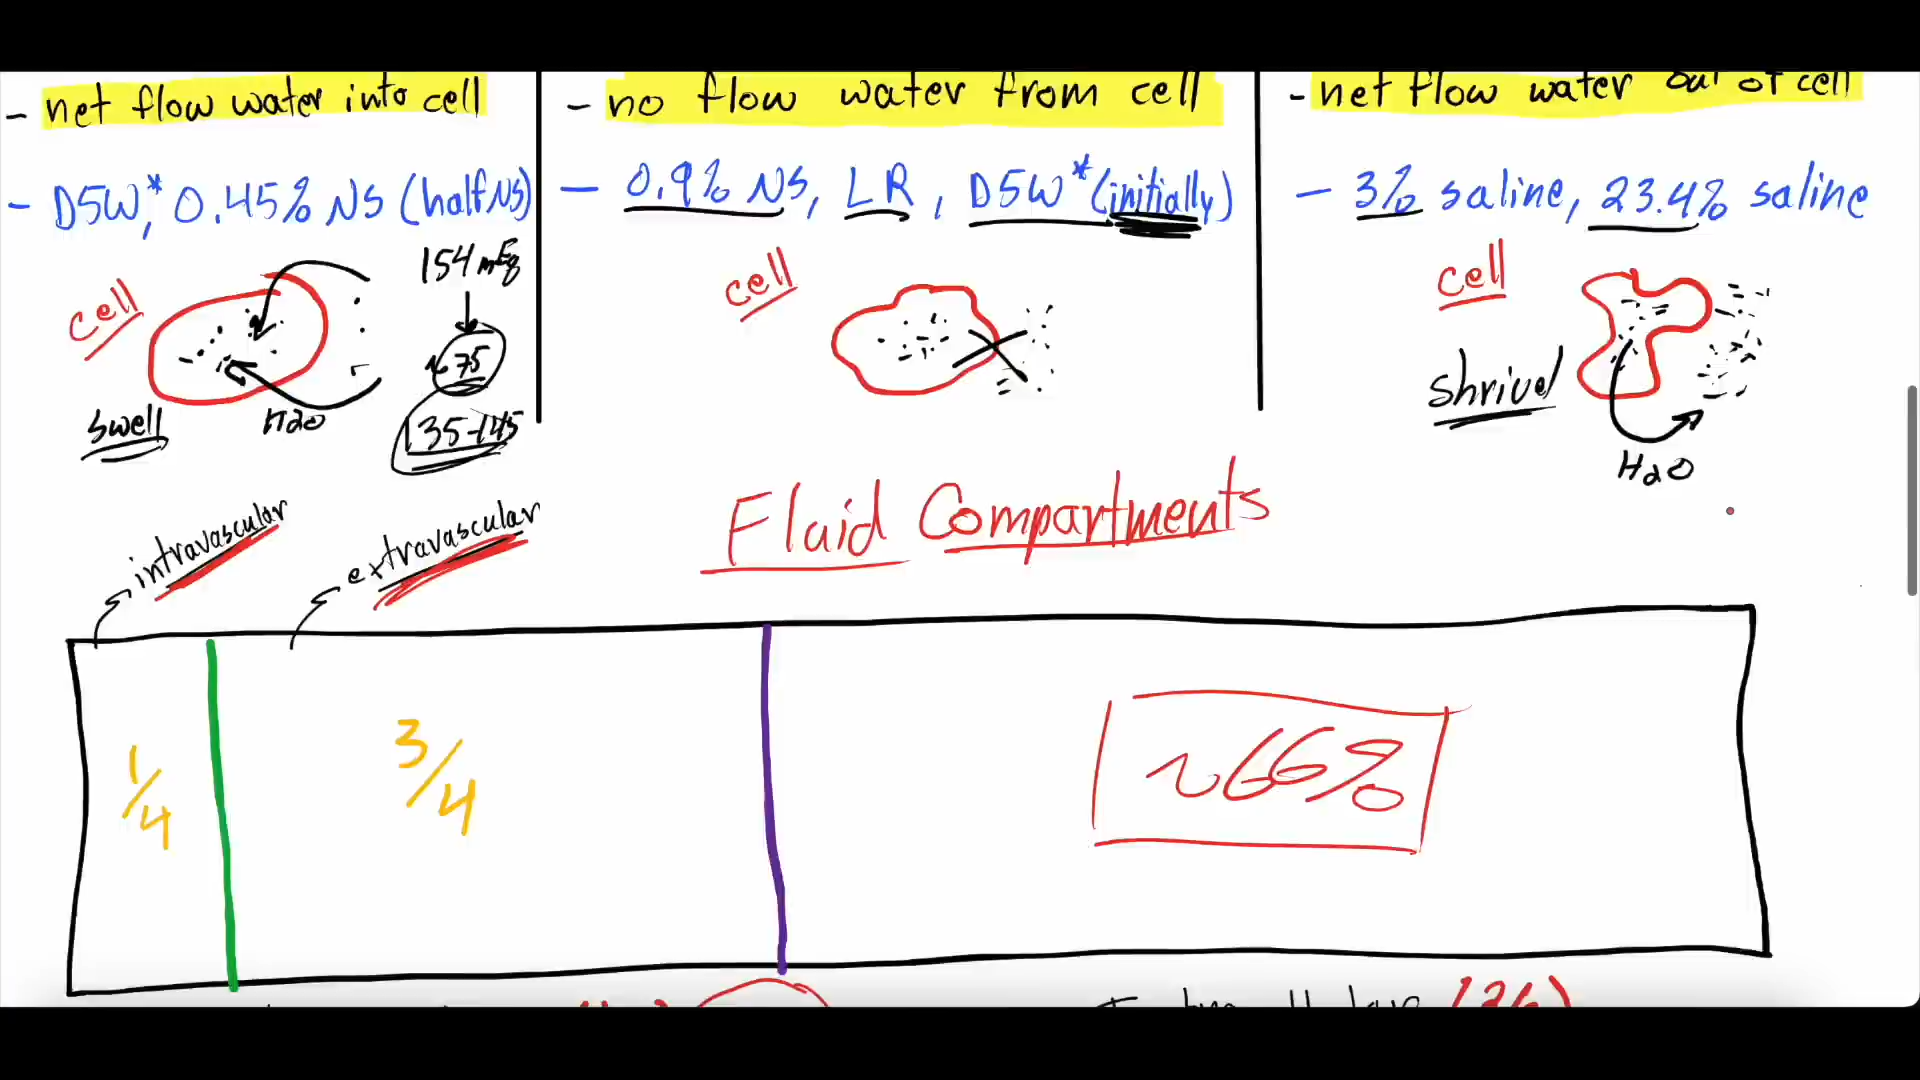 - net flow water into cell
- D5W,* 0.45% NS (half NS)
154 mEq
cell
~75
swell
H2O
135-145
- no flow water from cell
- 0.9% NS, LR, D5W* (initially)
cell
- net flow water out of cell
- 3% saline, 23.4% saline
cell
shrivel
H2O
Fluid Compartments
intravascular
extravascular
1/4
3/4
~66%